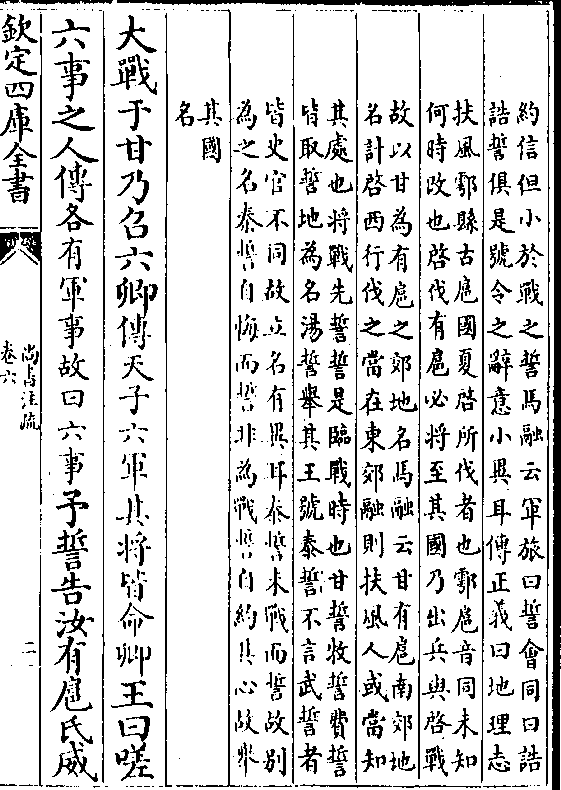 約信但小於戰之誓馬融云軍旅曰誓會同曰誥
誥誓俱是號令之辭意小異耳傳正義曰地理志
扶風鄠縣古扈國夏啓所伐者也鄠扈音同未知
何時改也啓伐有扈必將至其國乃出兵與啓戰
故以甘為有扈之郊地名馬融云甘有扈南郊地
名計啓西行伐之當在東郊融則扶風人或當知
其處也將戰先誓誓是臨戰時也甘誓牧誓費誓
皆取誓地為名湯誓舉其王號泰誓不言武誓者
皆史官不同故立名有異耳泰誓未戰而誓故別
為之名秦誓自悔而誓非為戰誓自約其心故舉
其國
名
大戰于甘乃召六卿傳天子六軍其將皆命卿王曰嗟
六事之人傳各有軍事故曰六事予誓告汝有扈氏威
欽定四庫全書
尚書注疏
卷六
二